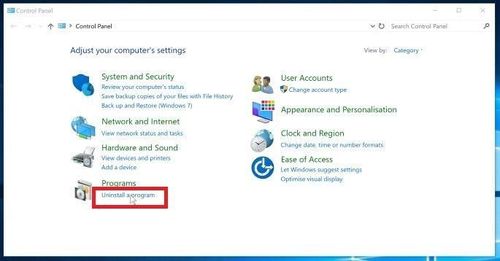 Control Panel
Control Panel
Search Control Panel
Adjust your computer's settings
View by: Category
System and Security
Review your computer's status
Save backup copies of your files with File History
Back up and Restore (Windows 7)
Network and Internet
View network status and tasks
Hardware and Sound
View devices and printers
Add a device
Programs
Uninstall a program
User Accounts
Change account type
Appearance and Personalisation
Clock and Region
Change date, time or number formats
Ease of Access
Let Windows suggest settings
Optimise visual display